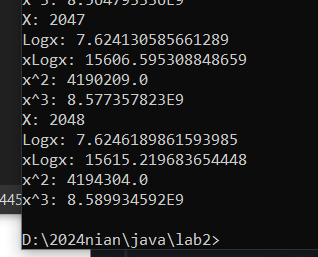 X: 2047
Logx: 7.624130585661289
xLogx: 15606.595308848659
x^2: 4190209.0
x^3: 8.577357823E9
X: 2048
Logx: 7.6246189861593985
xLogx: 15615.219683654448
x^2: 4194304.0
x^3: 8.589934592E9
445
D:\2024nian\java\lab2>